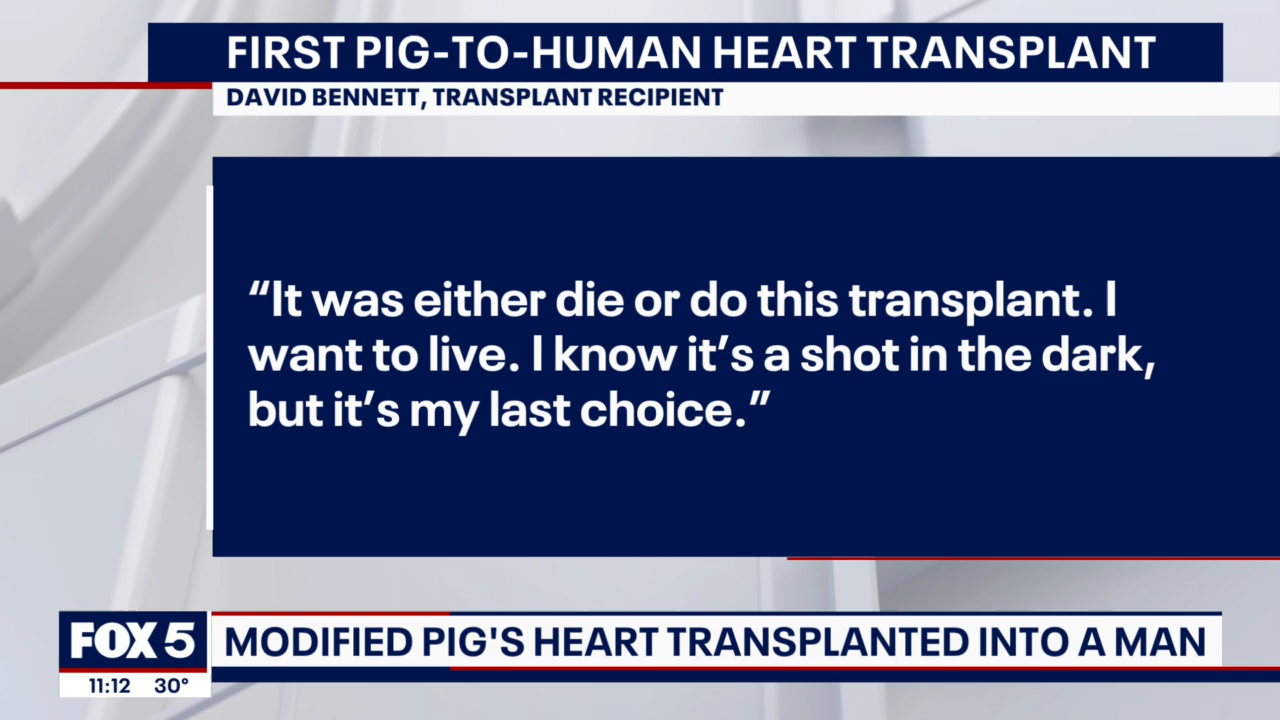 FIRST PIG-TO-HUMAN HEART TRANSPLANT
DAVID BENNETT, TRANSPLANT RECIPIENT
“It was either die or do this transplant. I
want to live. I know it’s a shot in the dark,
but it’s my last choice.”
FOX 5
MODIFIED PIG'S HEART TRANSPLANTED INTO A MAN
11:12 30°